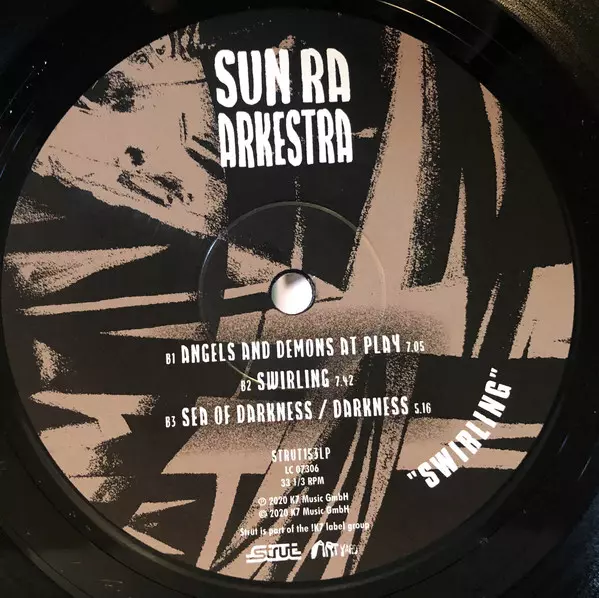 SUN RA
ARKESTRA
B1 ANGELS AND DEMONS AT PLAY 7.05
B2 SWIRLING 7.42
B3 SEA OF DARKNESS / DARKNESS 5.16
"SWIRLING"
STRUT153LP
LC 07306
33 1/3 RPM
℗ 2020 K7 Music GmbH
© 2020 K7 Music GmbH
Strut is part of the !K7 label group
Strut ART YARD